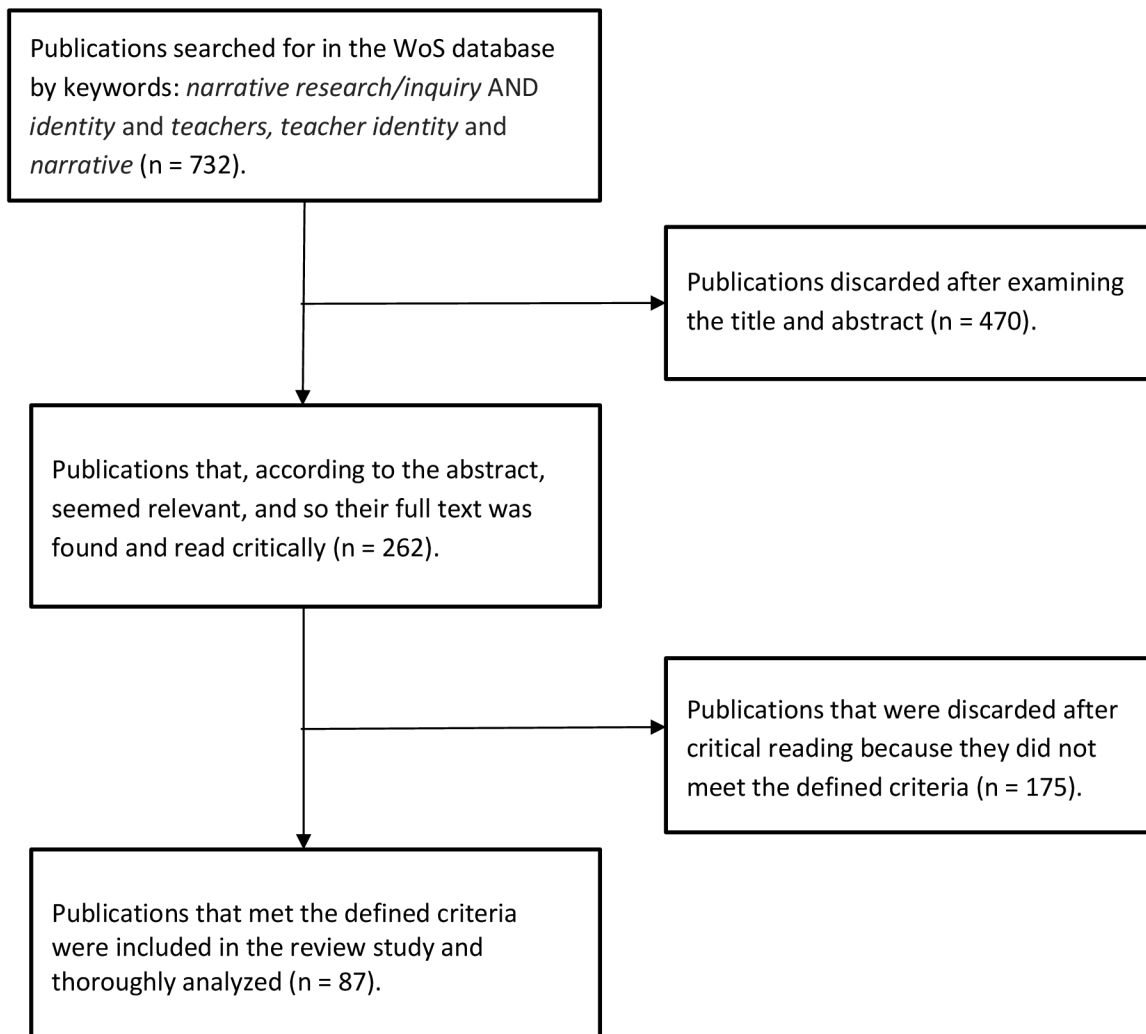 Publications searched for in the WoS database
by keywords: narrative research/inquiry AND
identity and teachers, teacher identity and
narrative (n = 732).
Publications discarded after examining
the title and abstract (n = 470).
Publications that, according to the abstract,
seemed relevant, and so their full text was
found and read critically (n = 262).
Publications that were discarded after
critical reading because they did not
meet the defined criteria (n = 175).
Publications that met the defined criteria
were included in the review study and
thoroughly analyzed (n = 87).